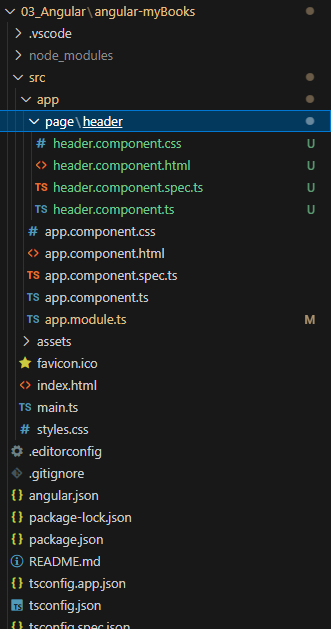 03_Angular\angular-myBooks
.vscode
node_modules
src
app
page\header
header.component.css U
header.component.html U
TS header.component.spec.ts U
TS header.component.ts U
app.component.css
app.component.html
TS app.component.spec.ts
TS app.component.ts
TS app.module.ts M
assets
favicon.ico
index.html
TS main.ts
styles.css
.editorconfig
.gitignore
angular.json
package-lock.json
package.json
README.md
tsconfig.app.json
TS tsconfig.json
tsconfig.spec.json